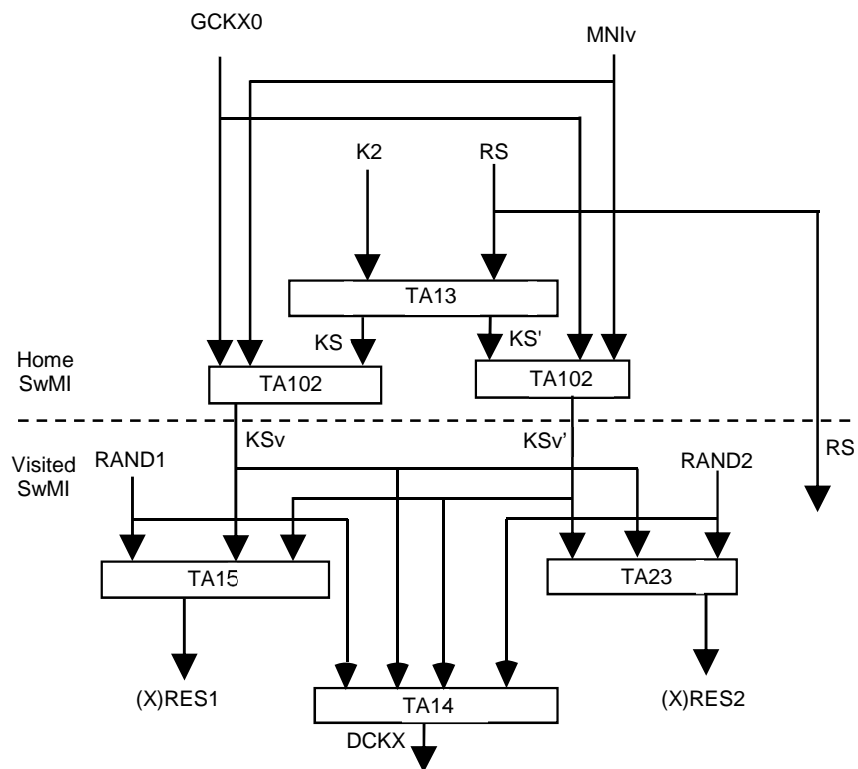 GCKX0
MNIv
K2
RS
TA13
KS
KS'
Home
SwMI
TA102
TA102
KSv
KSv’
RS
Visited
SwMI
RAND1
RAND2
TA15
TA23
(X)RES1
TA14
(X)RES2
DCKX